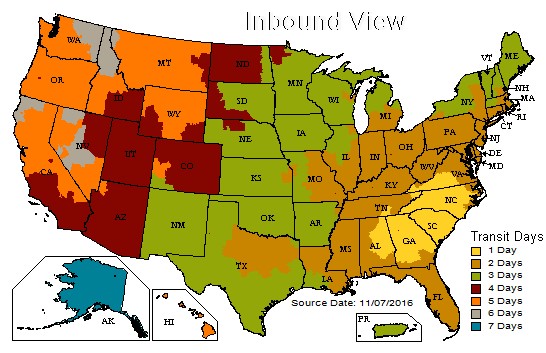 Inbound View
WA
VT
ME
MT
ND
OR
MN
NH
ID
WI
MA
SD
NY
WY
MI
RI
CT
IA
PA
NE
NJ
NV
OH
IL
IN
DE
UT
CO
MD
WV
CA
KS
MO
VA
KY
NC
TN
OK
AZ
NM
AR
SC
Transit Days
MS
AL
GA
1 Day
2 Days
TX
3 Days
LA
4 Days
Source Date: 11/07/2016
FL
5 Days
6 Days
AK
HI
PR
7 Days